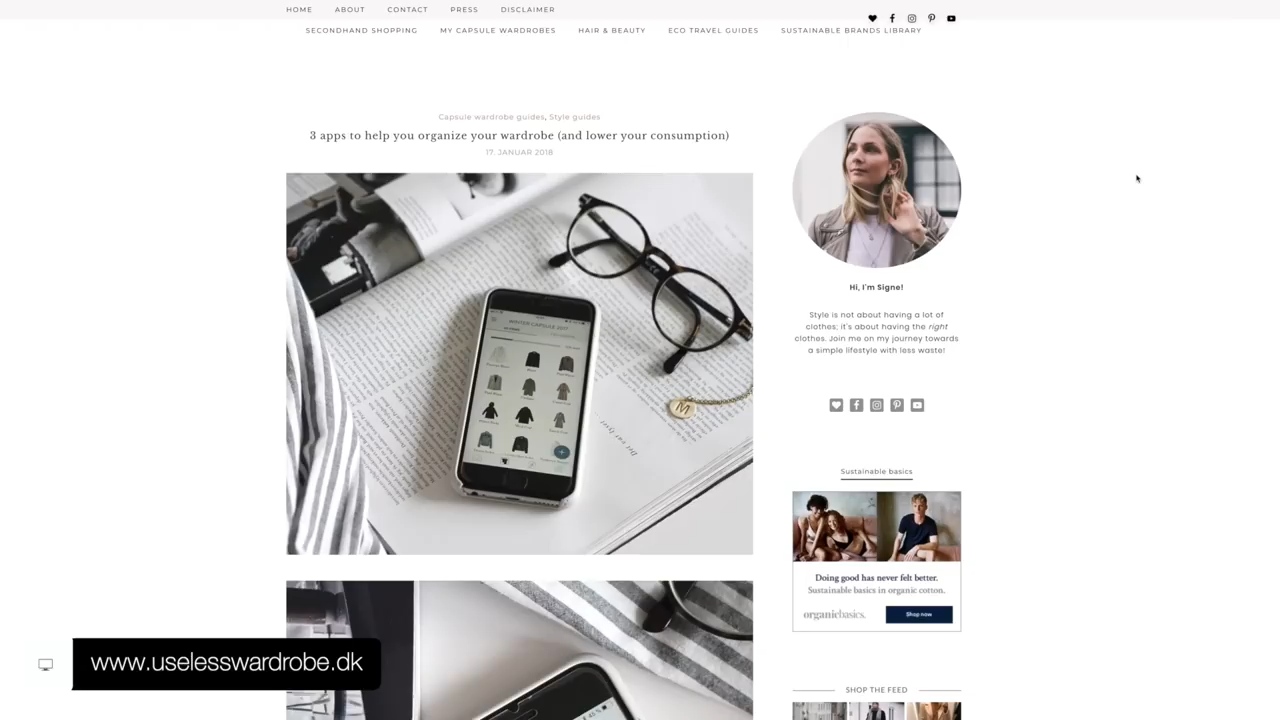 HOME ABOUT CONTACT PRESS DISCLAIMER
SECONDHAND SHOPPING MY CAPSULE WARDROBES HAIR & BEAUTY ECO TRAVEL GUIDES SUSTAINABLE BRANDS LIBRARY
Capsule wardrobe guides, Style guides
3 apps to help you organize your wardrobe (and lower your consumption)
17. JANUAR 2018
WINTER CAPSULE 2017
M
Hi, I'm Signe!
Style is not about having a lot of
clothes; it's about having the right
clothes. Join me on my journey towards
a simple lifestyle with less waste!
Sustainable basics
Doing good has never felt better.
Sustainable basics in organic cotton.
organicbasics. Shop now
SHOP THE FEED
www.uselesswardrobe.dk